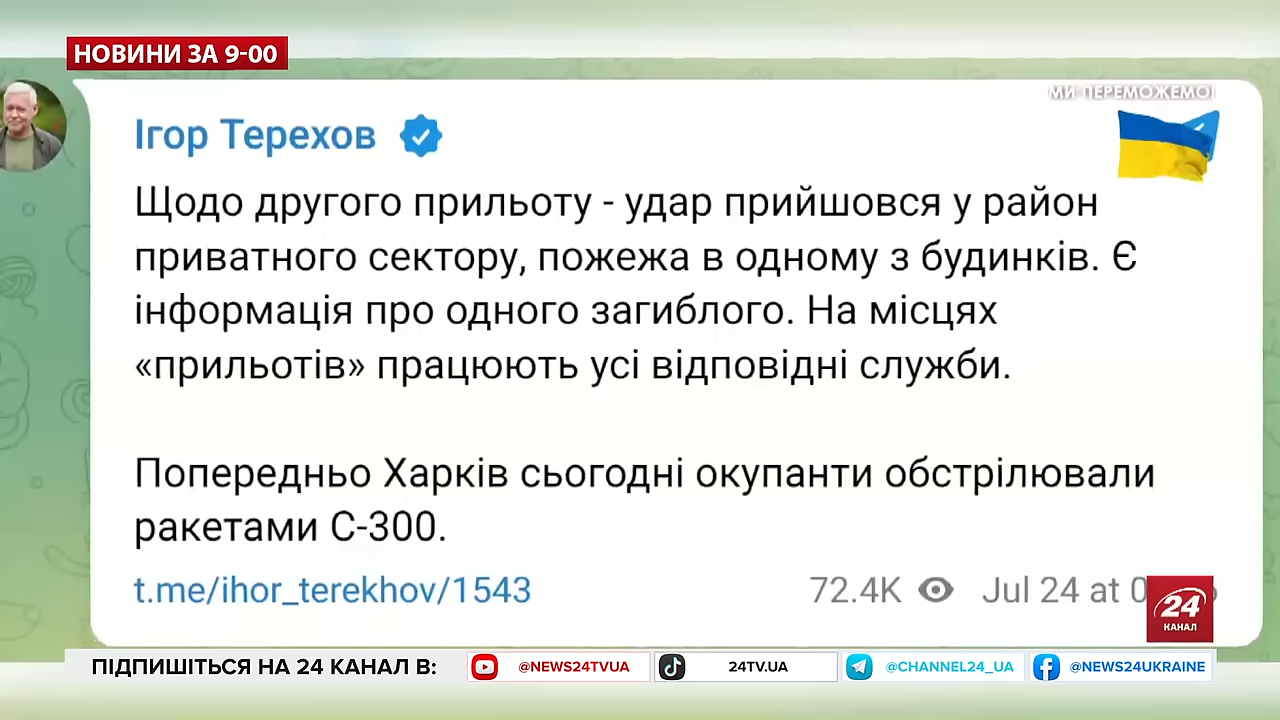 НОВИНИ ЗА 9-00
МИ ПЕРЕМОЖЕМО!
Ігор Терехов
Щодо другого прильоту - удар прийшовся у район
приватного сектору, пожежа в одному з будинків. Є
інформація про одного загиблого. На місцях
«прильотів» працюють усі відповідні служби.
Попередньо Харків сьогодні окупанти обстрілювали
ракетами С-300.
t.me/ihor_terekhov/1543
72.4K Jul 24 at
24
КАНАЛ
ПІДПИШІТЬСЯ НА 24 КАНАЛ В: @NEWS24TVUA 24TV.UA @CHANNEL24_UA @NEWS24UKRAINE